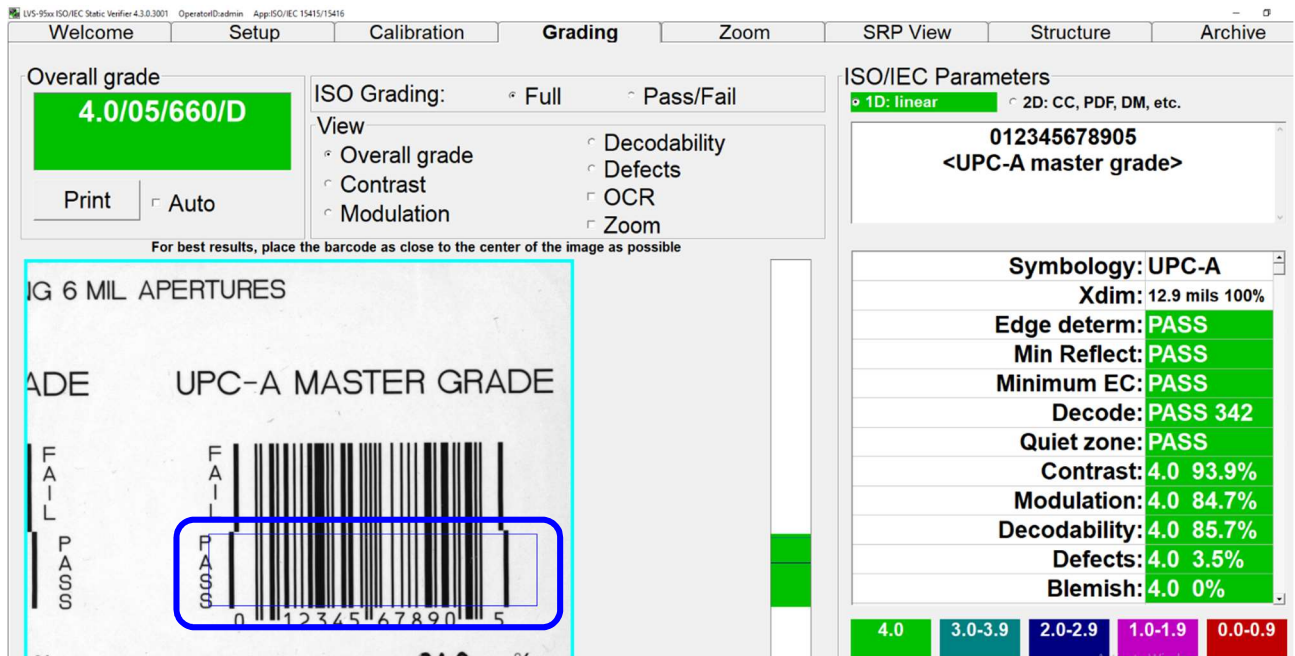 LVS-95xx ISO/IEC Static Verifier 4.3.0.3001 OperatorID:admin App:ISO/IEC 15415/15416
Welcome Setup Calibration Grading Zoom SRP View Structure Archive
Overall grade
4.0/05/660/D
Print
Auto
ISO Grading: Full Pass/Fail
View
Overall grade
Contrast
Modulation
Decodability
Defects
OCR
Zoom
For best results, place the barcode as close to the center of the image as possible
ISO/IEC Parameters
1D: linear 2D: CC, PDF, DM, etc.
012345678905
<UPC-A master grade>
Symbology: UPC-A
Xdim: 12.9 mils 100%
Edge determ: PASS
Min Reflect: PASS
Minimum EC: PASS
Decode: PASS 342
Quiet zone: PASS
Contrast: 4.0 93.9%
Modulation: 4.0 84.7%
Decodability: 4.0 85.7%
Defects: 4.0 3.5%
Blemish: 4.0 0%
4.0 3.0-3.9 2.0-2.9 1.0-1.9 0.0-0.9
NG 6 MIL APERTURES
ADE UPC-A MASTER GRADE
FAIL
FAIL
PASS
PASS
0 12345 67890 5